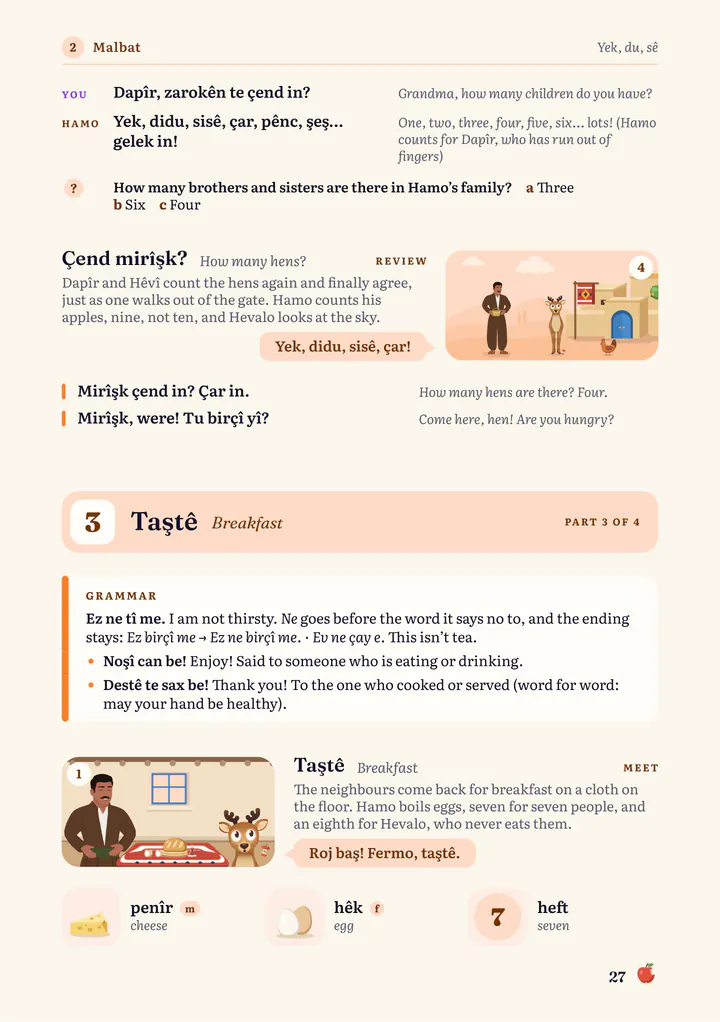 2 Malbat
Yek, du, sê
YOU Dapîr, zarokên te çend in? Grandma, how many children do you have?
HAMO Yek, didu, sisê, çar, pênc, şeş… One, two, three, four, five, six… lots! (Hamo
gelek in! counts for Dapîr, who has run out of
fingers)
? How many brothers and sisters are there in Hamo’s family? a Three
b Six c Four
Çend mirîşk? How many hens? REVIEW
Dapîr and Hêvî count the hens again and finally agree,
just as one walks out of the gate. Hamo counts his
apples, nine, not ten, and Hevalo looks at the sky.
Yek, didu, sisê, çar!
4
Mirîşk çend in? Çar in. How many hens are there? Four.
Mirîşk, were! Tu birçî yî? Come here, hen! Are you hungry?
3 Taştê Breakfast PART 3 OF 4
GRAMMAR
Ez ne tî me. I am not thirsty. Ne goes before the word it says no to, and the ending
stays: Ez birçî me → Ez ne birçî me. · Ev ne çay e. This isn’t tea.
• Noşî can be! Enjoy! Said to someone who is eating or drinking.
• Destê te sax be! Thank you! To the one who cooked or served (word for word:
may your hand be healthy).
1
Taştê Breakfast MEET
The neighbours come back for breakfast on a cloth on
the floor. Hamo boils eggs, seven for seven people, and
an eighth for Hevalo, who never eats them.
Roj baş! Fermo, taştê.
penîr m
cheese
hêk f
egg
7 heft
seven
27